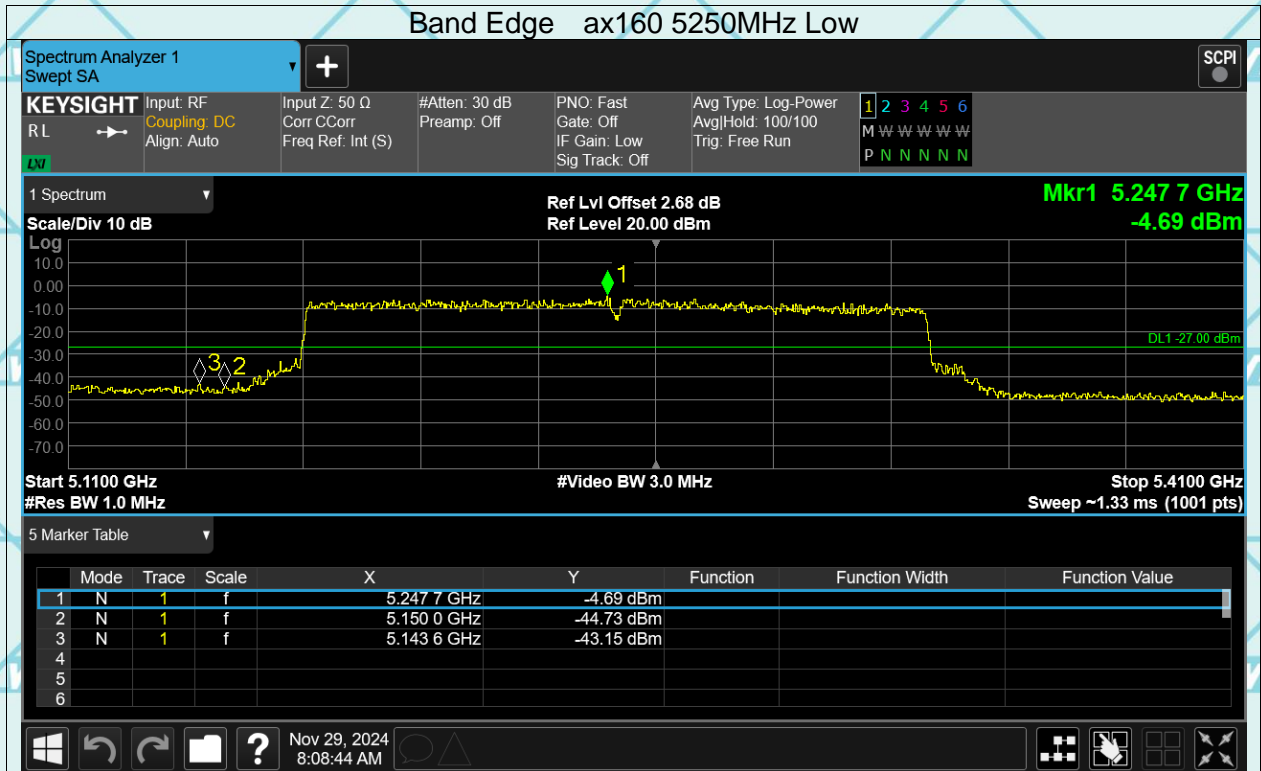 Band Edge ax160 5250MHz Low
Spectrum Analyzer 1
Swept SA
▼
+
SCPI
KEYSIGHT
R L
LXI
Input: RF
Coupling: DC
Align: Auto
Input Z: 50 Ω
Corr CCorr
Freq Ref: Int (S)
#Atten: 30 dB
Preamp: Off
PNO: Fast
Gate: Off
IF Gain: Low
Sig Track: Off
Avg Type: Log-Power
Avg|Hold: 100/100
Trig: Free Run
1 2 3 4 5 6
M W W W W W
P N N N N N
1 Spectrum ▼
Scale/Div 10 dB
Ref Lvl Offset 2.68 dB
Ref Level 20.00 dBm
Mkr1 5.247 7 GHz
-4.69 dBm
Log
10.0
0.00
-10.0
-20.0
-30.0
-40.0
-50.0
-60.0
-70.0
1
3 2
DL1 -27.00 dBm
Start 5.1100 GHz #Video BW 3.0 MHz Stop 5.4100 GHz
#Res BW 1.0 MHz Sweep ~1.33 ms (1001 pts)
5 Marker Table ▼
Mode Trace Scale X Y Function Function Width Function Value
1 N 1 f 5.247 7 GHz -4.69 dBm
2 N 1 f 5.150 0 GHz -44.73 dBm
3 N 1 f 5.143 6 GHz -43.15 dBm
4
5
6
?
Nov 29, 2024
8:08:44 AM